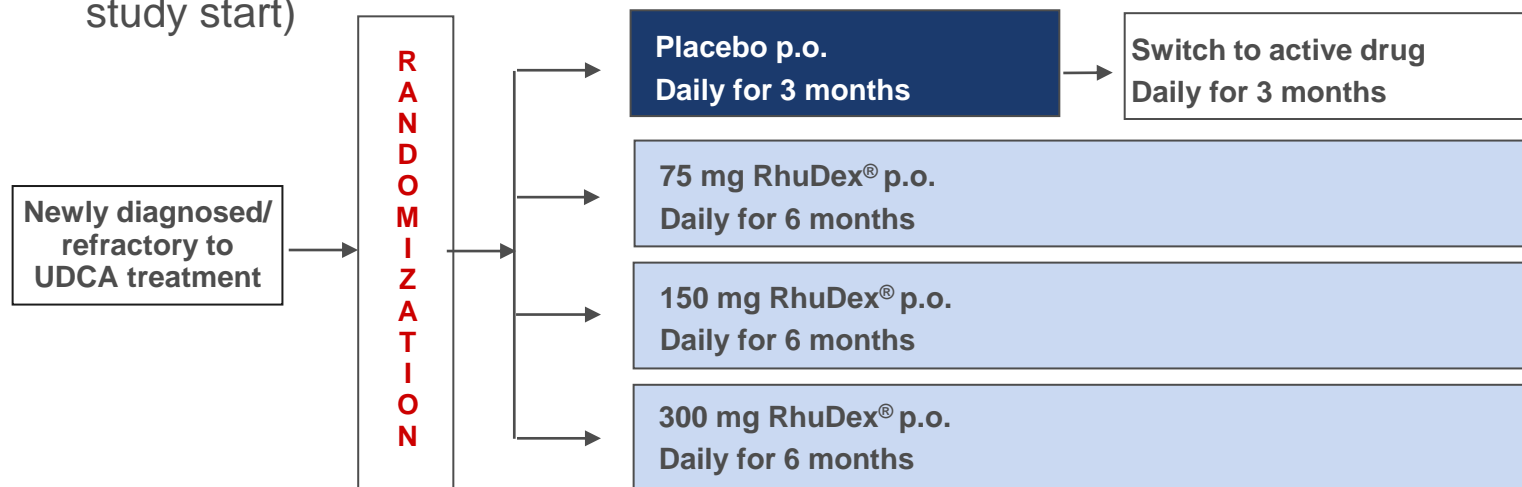 study start)
Newly diagnosed/
refractory to
UDCA treatment
RANDOMIZATION
Placebo p.o.
Daily for 3 months
Switch to active drug
Daily for 3 months
75 mg RhuDex® p.o.
Daily for 6 months
150 mg RhuDex® p.o.
Daily for 6 months
300 mg RhuDex® p.o.
Daily for 6 months